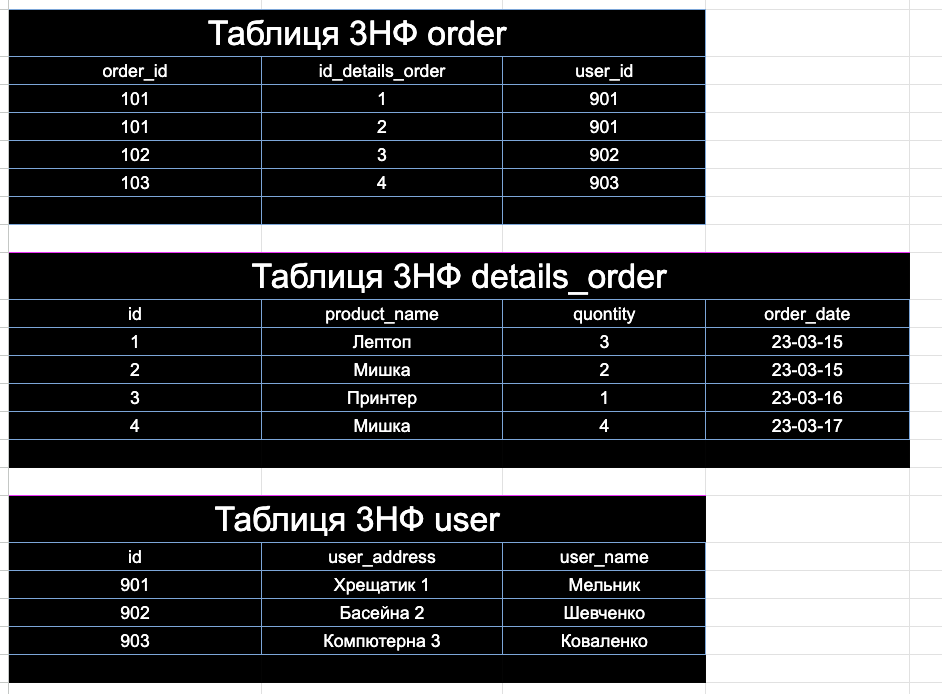 Таблиця 3НФ order
order_id id_details_order user_id
101 1 901
101 2 901
102 3 902
103 4 903
Таблиця 3НФ details_order
id product_name quontity order_date
1 Лептоп 3 23-03-15
2 Мишка 2 23-03-15
3 Принтер 1 23-03-16
4 Мишка 4 23-03-17
Таблиця 3НФ user
id user_address user_name
901 Хрещатик 1 Мельник
902 Басейна 2 Шевченко
903 Компютерна 3 Коваленко